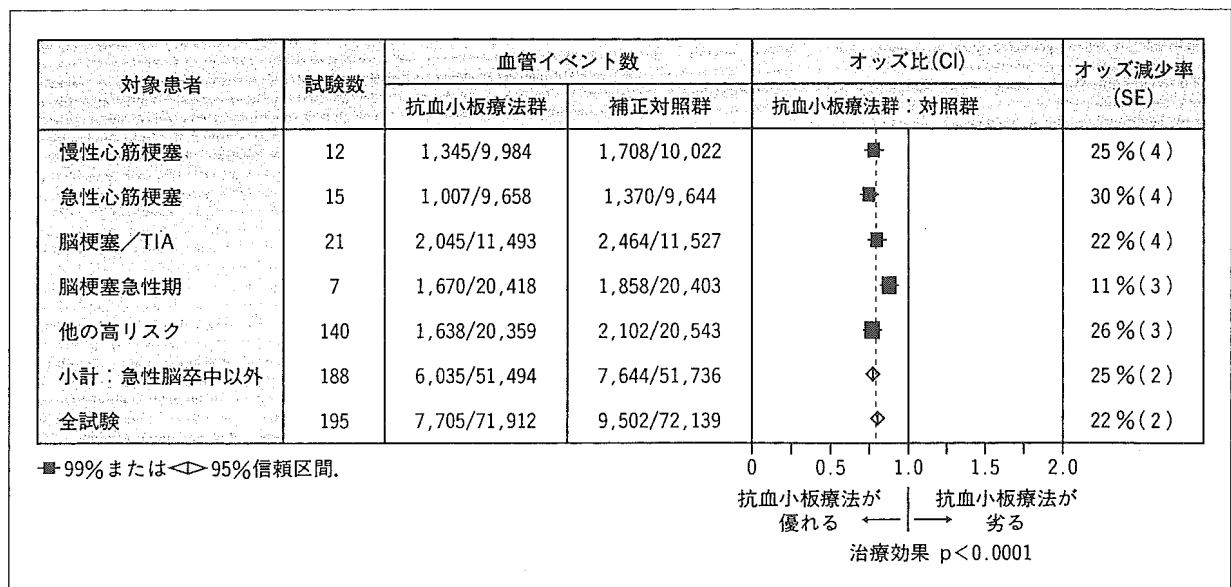 対象患者 試験数 血管イベント数 オッズ比(CI) オッズ減少率(SE)
抗血小板療法群 補正対照群 抗血小板療法群:対照群
慢性心筋梗塞 12 1,345/9,984 1,708/10,022 25%(4)
急性心筋梗塞 15 1,007/9,658 1,370/9,644 30%(4)
脳梗塞/TIA 21 2,045/11,493 2,464/11,527 22%(4)
脳梗塞急性期 7 1,670/20,418 1,858/20,403 11%(3)
他の高リスク 140 1,638/20,359 2,102/20,543 26%(3)
小計:急性脳卒中以外 188 6,035/51,494 7,644/51,736 25%(2)
全試験 195 7,705/71,912 9,502/72,139 22%(2)
99%または 95%信頼区間.
0 0.5 1.0 1.5 2.0
抗血小板療法が 抗血小板療法が
優れる ← → 劣る
治療効果 p<0.0001